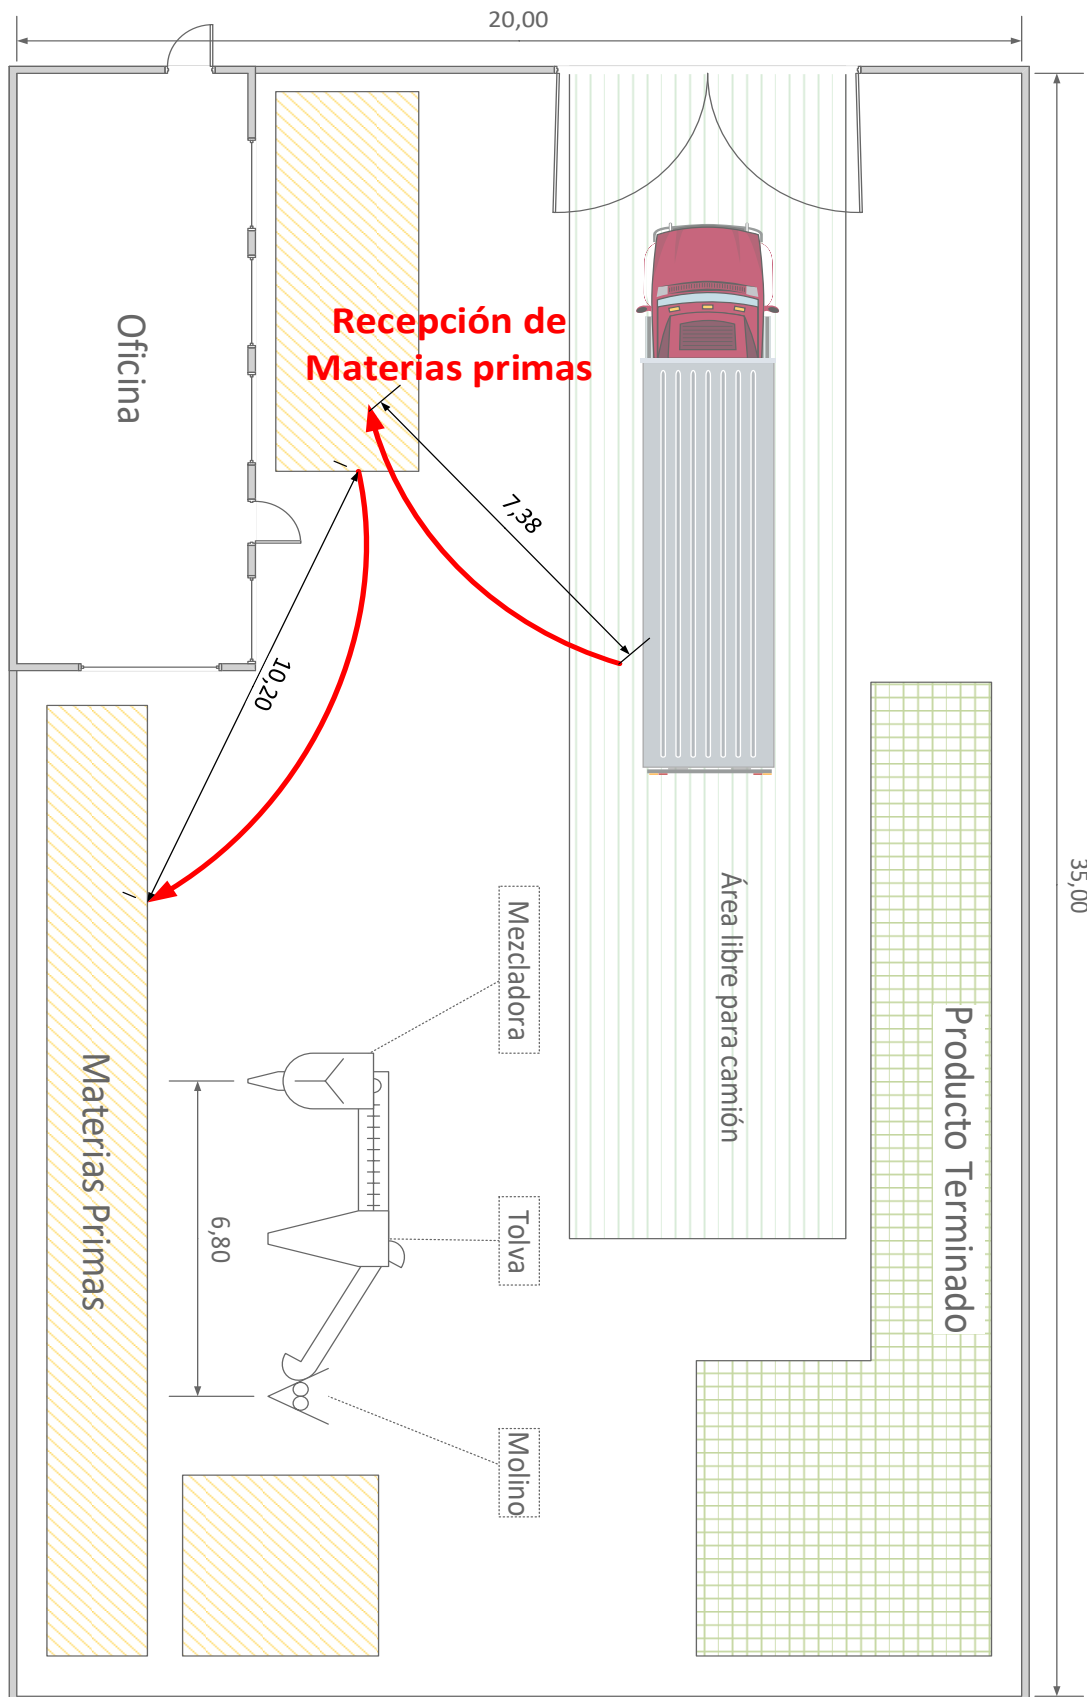 20,00
Oficina
Recepción de
Materias primas
7,38
10,20
35,00
Mezcladora
Área libre para camión
Producto Terminado
Materias Primas
6,80
Tolva
Molino